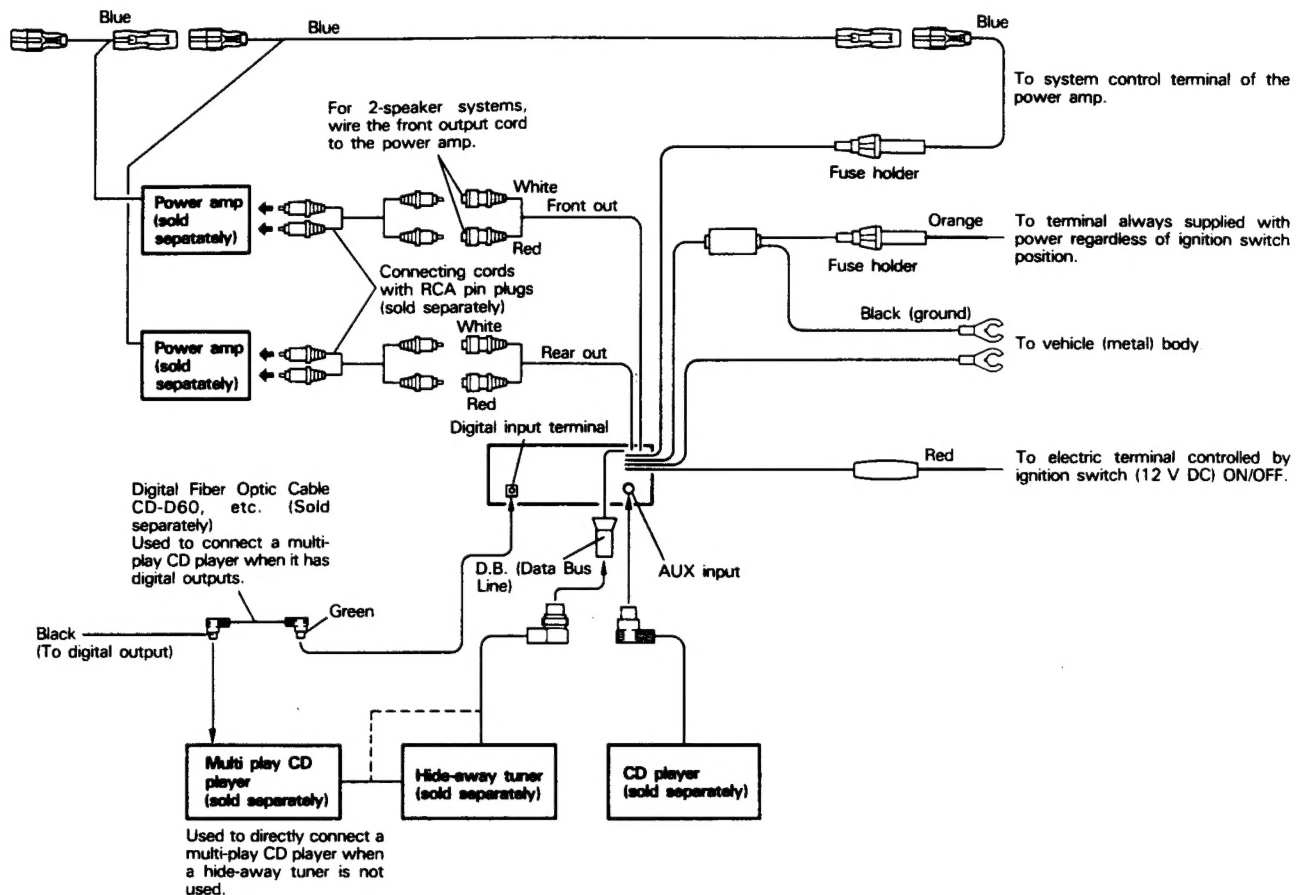 Blue
Blue
Blue
To system control terminal of the
power amp.
For 2-speaker systems,
wire the front output cord
to the power amp.
Fuse holder
White
Front out
Red
Power amp
(sold
sepatately)
Orange
To terminal always supplied with
power regardless of ignition switch
position.
Fuse holder
Connecting cords
with RCA pin plugs
(sold separately)
Black (ground)
To vehicle (metal) body
White
Rear out
Red
Power amp
(sold
sepatately)
Digital input terminal
Red
To electric terminal controlled by
ignition switch (12 V DC) ON/OFF.
Digital Fiber Optic Cable
CD-D60, etc. (Sold
separately)
Used to connect a multi-
play CD player when it has
digital outputs.
D.B. (Data Bus
Line)
AUX input
Green
Black
(To digital output)
Multi play CD
player
(sold separately)
Hide-away tuner
(sold separately)
CD player
(sold separately)
Used to directly connect a
multi-play CD player when
a hide-away tuner is not
used.